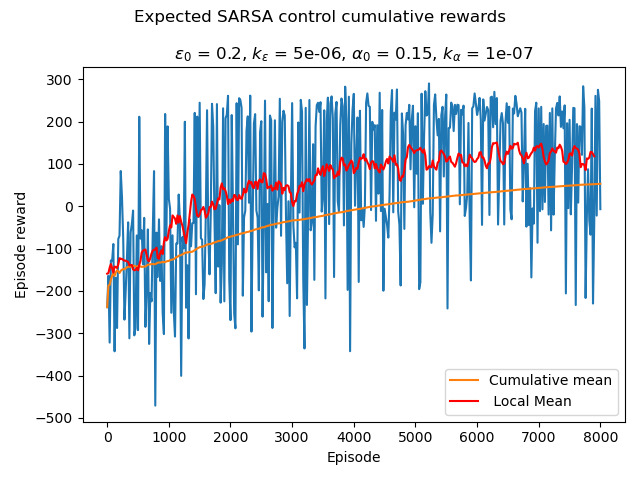 Expected SARSA control cumulative rewards
ε₀ = 0.2, kε = 5e-06, α₀ = 0.15, kα = 1e-07
Episode reward
300
200
100
0
−100
−200
−300
−400
−500
0 1000 2000 3000 4000 5000 6000 7000 8000
Episode
Cumulative mean
Local Mean